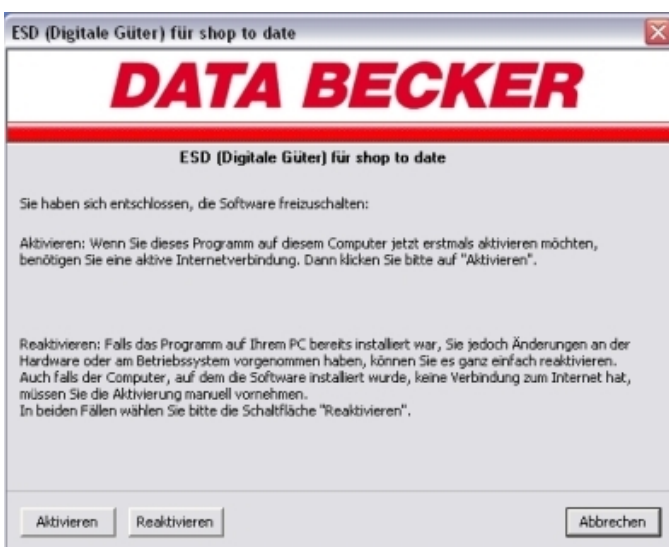 ESD (Digitale Güter) für shop to date
DATA BECKER
ESD (Digitale Güter) für shop to date
Sie haben sich entschlossen, die Software freizuschalten:
Aktivieren: Wenn Sie dieses Programm auf diesem Computer jetzt erstmals aktivieren möchten,
benötigen Sie eine aktive Internetverbindung. Dann klicken Sie bitte auf "Aktivieren".
Reaktivieren: Falls das Programm auf Ihrem PC bereits installiert war, Sie jedoch Änderungen an der
Hardware oder am Betriebssystem vorgenommen haben, können Sie es ganz einfach reaktivieren.
Auch falls der Computer, auf dem die Software installiert wurde, keine Verbindung zum Internet hat,
müssen Sie die Aktivierung manuell vornehmen.
In beiden Fällen wählen Sie bitte die Schaltfläche "Reaktivieren".
Aktivieren Reaktivieren Abbrechen